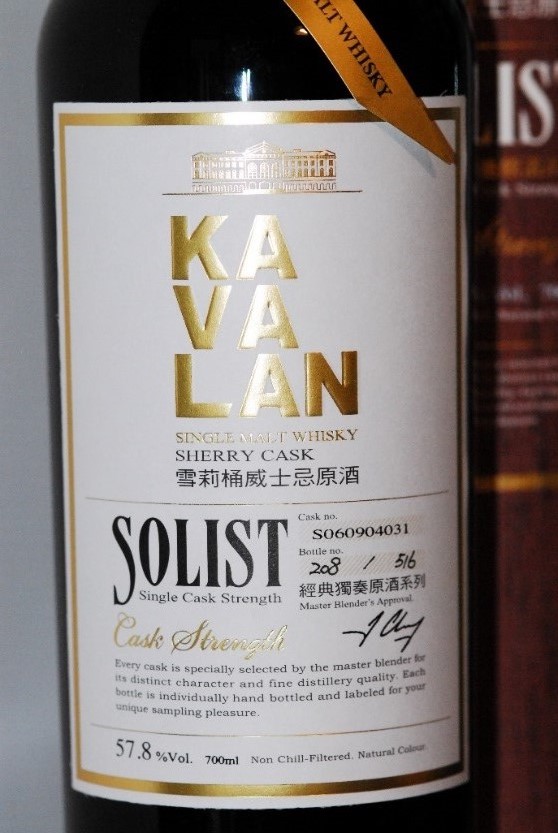 ALT WHISKY
KA
VA
LAN
SINGLE MALT WHISKY
SHERRY CASK
雪莉桶威士忌原酒
SOLIST
Single Cask Strength
Cask no.
S060904031
Bottle no.
208 / 516
經典獨奏原酒系列
Master Blender's Approval.
Cask Strength
Every cask is specially selected by the master blender for
its distinct character and fine distillery quality. Each
bottle is individually hand bottled and labeled for your
unique sampling pleasure.
57.8 %Vol. 700ml Non Chill-Filtered. Natural Colour.
LIST